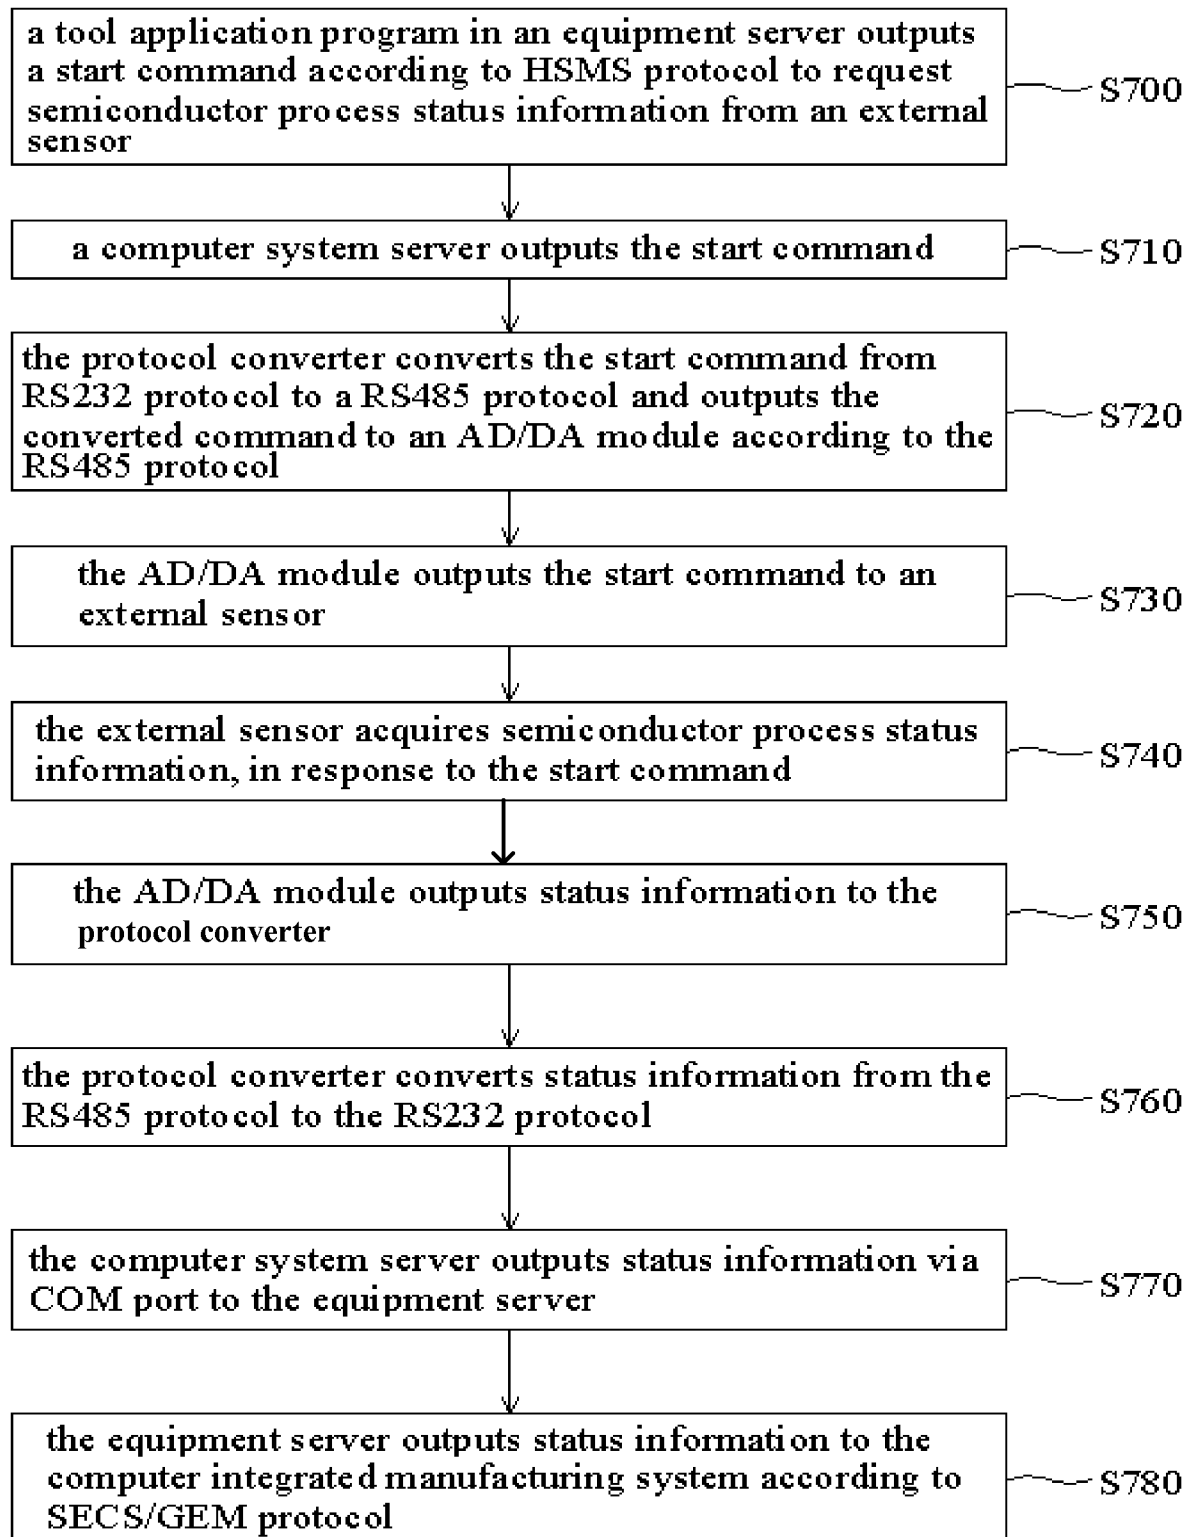 a tool application program in an equipment server outputs
a start command according to HSMS protocol to request
semiconductor process status information from an external
sensor
S700
a computer system server outputs the start command
S710
the protocol converter converts the start command from
RS232 protocol to a RS485 protocol and outputs the
converted command to an AD/DA module according to the
RS485 protocol
S720
the AD/DA module outputs the start command to an
external sensor
S730
the external sensor acquires semiconductor process status
information, in response to the start command
S740
the AD/DA module outputs status information to the
protocol converter
S750
the protocol converter converts status information from the
RS485 protocol to the RS232 protocol
S760
the computer system server outputs status information via
COM port to the equipment server
S770
the equipment server outputs status information to the
computer integrated manufacturing system according to
SECS/GEM protocol
S780